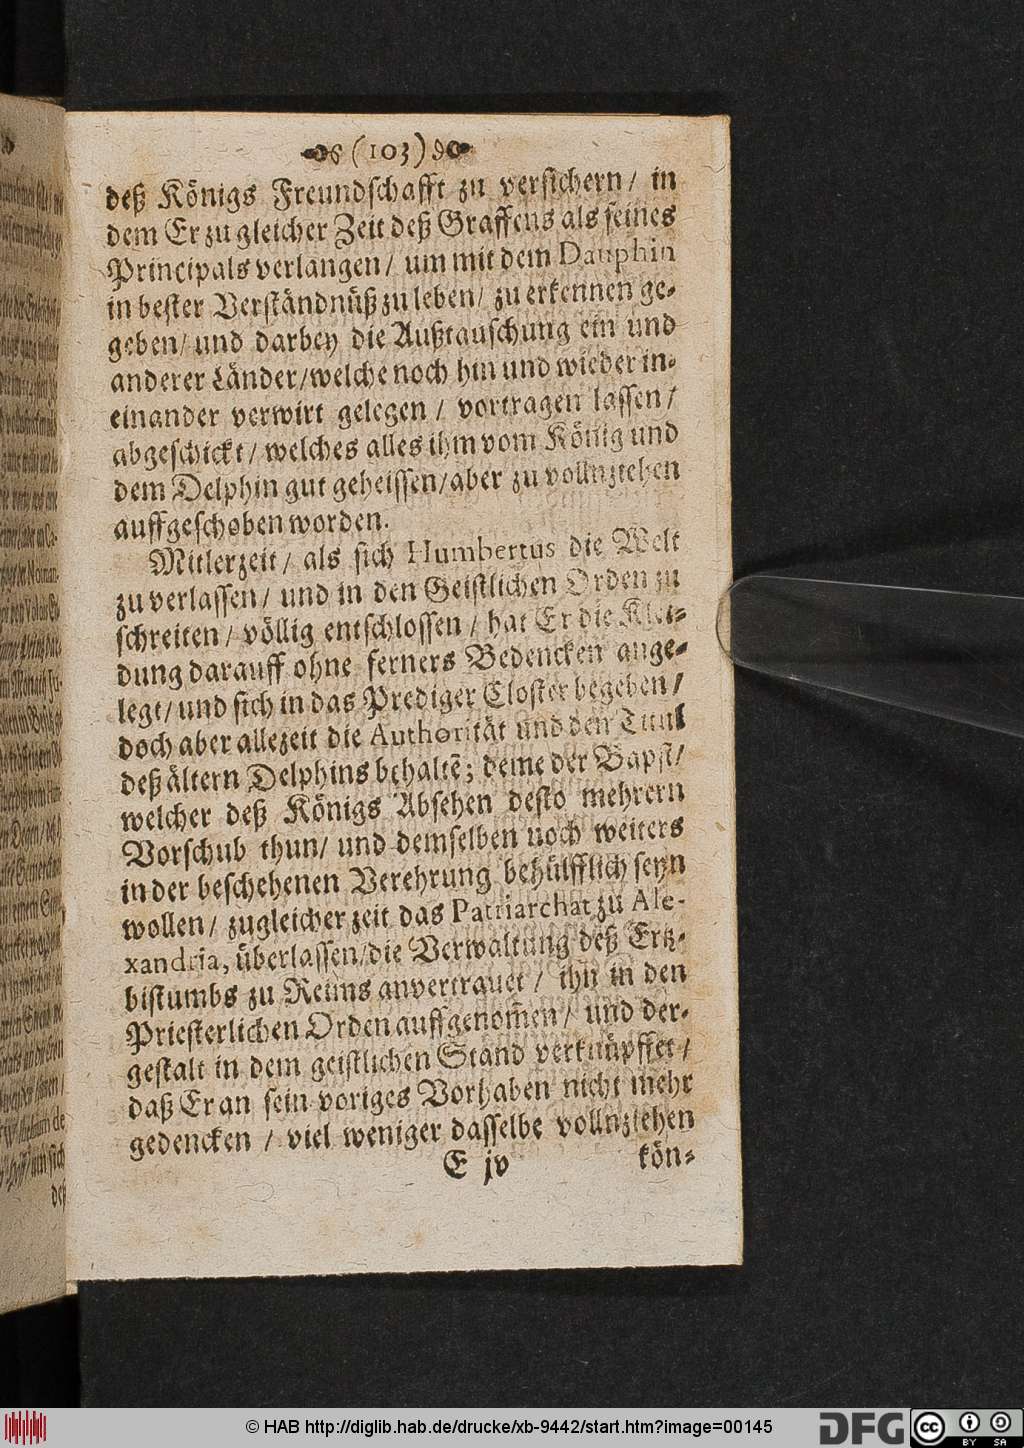 (103)
deß Königs Freundschafft zu versichern/ in
dem Er zu gleicher Zeit deß Graffens als seines
Principals verlangen/ um mit dem Dauphin
in bester Verständnüß zu leben/ zu erkennen ge-
geben/ und darbey die Außtauschung ein und
anderer Länder/welche noch hin und wieder in-
einander verwirt gelegen/ vortragen lassen/
abgeschickt/ welches alles ihm vom König und
dem Delphin gut geheissen/aber zu vollnziehen
auffgeschoben worden.
Mitlerzeit/ als sich Humbertus die Welt
zu verlassen/ und in den Geistlichen Orden zu
schreiten/ völlig entschlossen/ hat Er die Klei-
dung darauff ohne ferners Bedencken ange-
legt/ und sich in das Prediger Closter begeben/
doch aber allezeit die Authorität und den Titul
deß ältern Delphins behaltē; deme der Bapst/
welcher deß Königs Absehen desto mehrern
Vorschub thun/ und demselben noch weiters
in der beschehenen Verehrung behülfflich seyn
wollen/ zugleicher zeit das Patriarchat zu Ale-
xandria, überlassen/die Verwaltung deß Ertz-
bistumbs zu Reims anvertrauet/ ihn in den
Priesterlichen Orden auffgenom̃en/ und der-
gestalt in dem geistlichen Stand verknüpffet/
daß Er an sein voriges Vorhaben nicht mehr
gedencken/ viel weniger dasselbe vollnziehen
E jv kön-
© HAB http://diglib.hab.de/drucke/xb-9442/start.htm?image=00145
DFG
cc BY SA